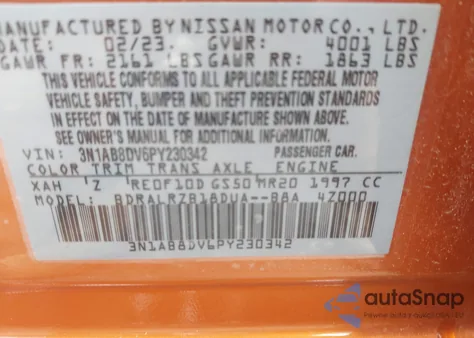 MANUFACTURED BY NISSAN MOTOR CO., LTD.
DATE: 02/23. GVWR: 4001 LBS
GAWR FR: 2161 LBS GAWR RR: 1863 LBS
THIS VEHICLE CONFORMS TO ALL APPLICABLE FEDERAL MOTOR
VEHICLE SAFETY, BUMPER AND THEFT PREVENTION STANDARDS
IN EFFECT ON THE DATE OF MANUFACTURE SHOWN ABOVE.
SEE OWNER'S MANUAL FOR ADDITIONAL INFORMATION.
VIN: 3N1AB8DV6PY230342 PASSENGER CAR.
COLOR TRIM TRANS AXLE ENGINE
XAH Z RE0F10D GS50 MR20 1997 CC
MODEL: BDRALRZB18DUA--B8A 4Z000
3N1AB8DV6PY230342
autoSnap